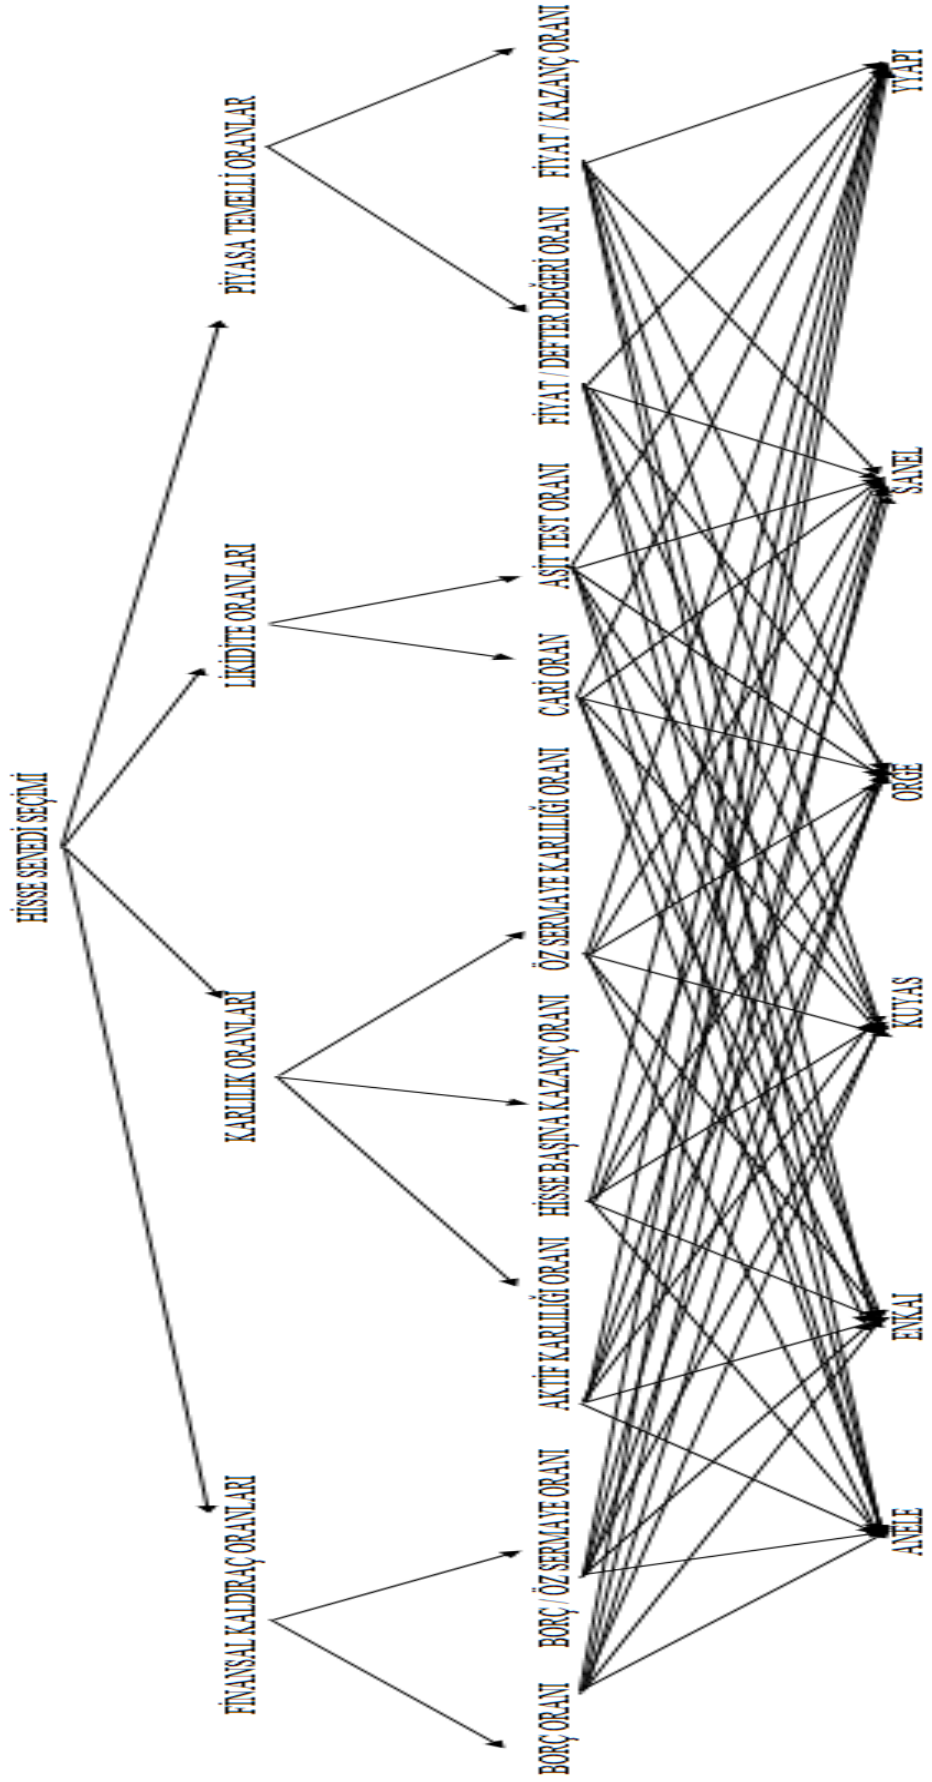 HİSSE SENEDİ SEÇİMİ
FİNANSAL KALDIRAÇ ORANLARI
KARLILIK ORANLARI
LİKİDİTE ORANLARI
PİYASA TEMELLİ ORANLAR
BORÇ ORANI
BORÇ / ÖZ SERMAYE ORANI
AKTİF KARLILIĞI ORANI
HİSSE BAŞINA KAZANÇ ORANI
ÖZ SERMAYE KARLILIĞI ORANI
CARİ ORAN
ASİT TEST ORANI
FİYAT / DEFTER DEĞERİ ORANI
FİYAT / KAZANÇ ORANI
ANELE
ENKAI
KUYAS
ORGE
SANEL
YYAPI